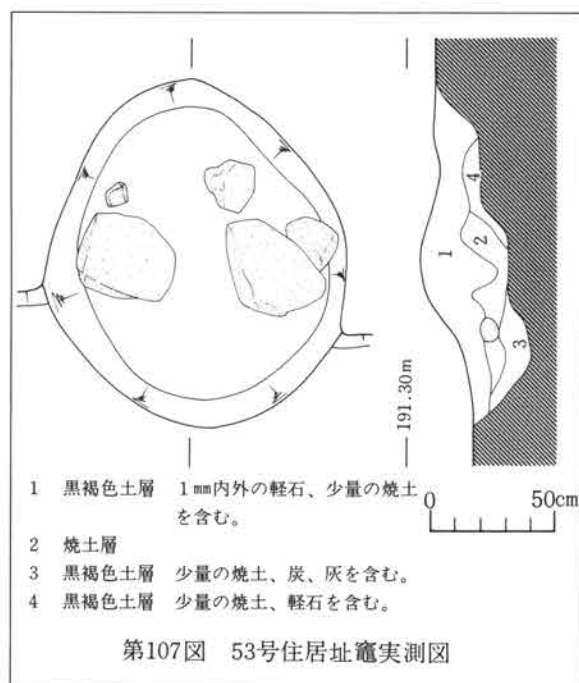 4
2
1
3
191.30m
0 50cm
1 黒褐色土層 1㎜内外の軽石、少量の焼土
を含む。
2 焼土層
3 黒褐色土層 少量の焼土、炭、灰を含む。
4 黒褐色土層 少量の焼土、軽石を含む。
第107図 53号住居址竈実測図